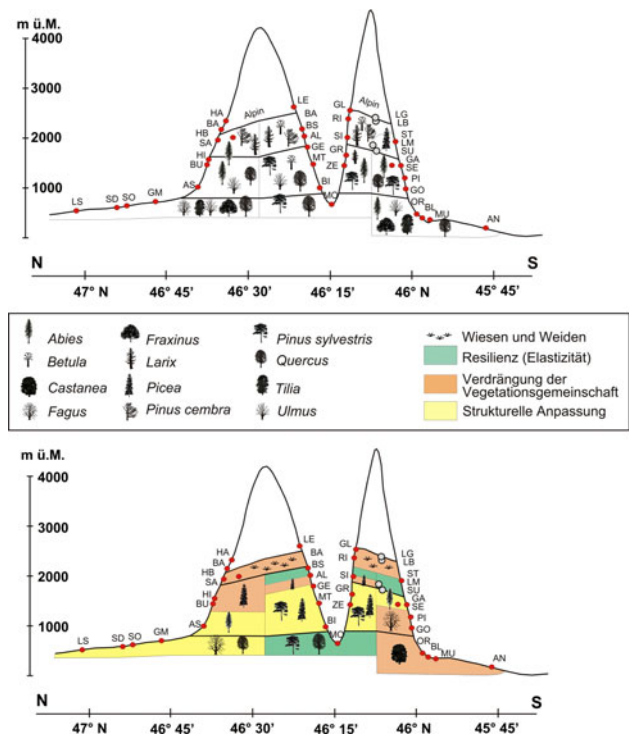 m ü.M.
4000
3000
2000
1000
HA
BA
HB
SA
HI
BU
AS
GM
SO
SD
LS
Alpin
LE
BA
BS
AL
GE
MT
BI
MO
GL
RI
SI
GR
ZE
Alpin
LG
LB
ST
LM
SU
GA
SE
PI
GO
OR
BL
MU
AN
N
S
47° N
46° 45'
46° 30'
46° 15'
46° N
45° 45'
Abies
Fraxinus
Pinus sylvestris
Wiesen und Weiden
Betula
Larix
Quercus
Resilienz (Elastizität)
Castanea
Picea
Tilia
Verdrängung der
Vegetationsgemeinschaft
Fagus
Pinus cembra
Ulmus
Strukturelle Anpassung
m ü.M.
4000
3000
2000
1000
HA
BA
HB
SA
HI
BU
AS
GM
SO
SD
LS
LE
BA
BS
AL
GE
MT
BI
MO
GL
RI
SI
GR
ZE
LG
LB
ST
LM
SU
GA
SE
PI
GO
OR
BL
MU
AN
N
S
47° N
46° 45'
46° 30'
46° 15'
46° N
45° 45'